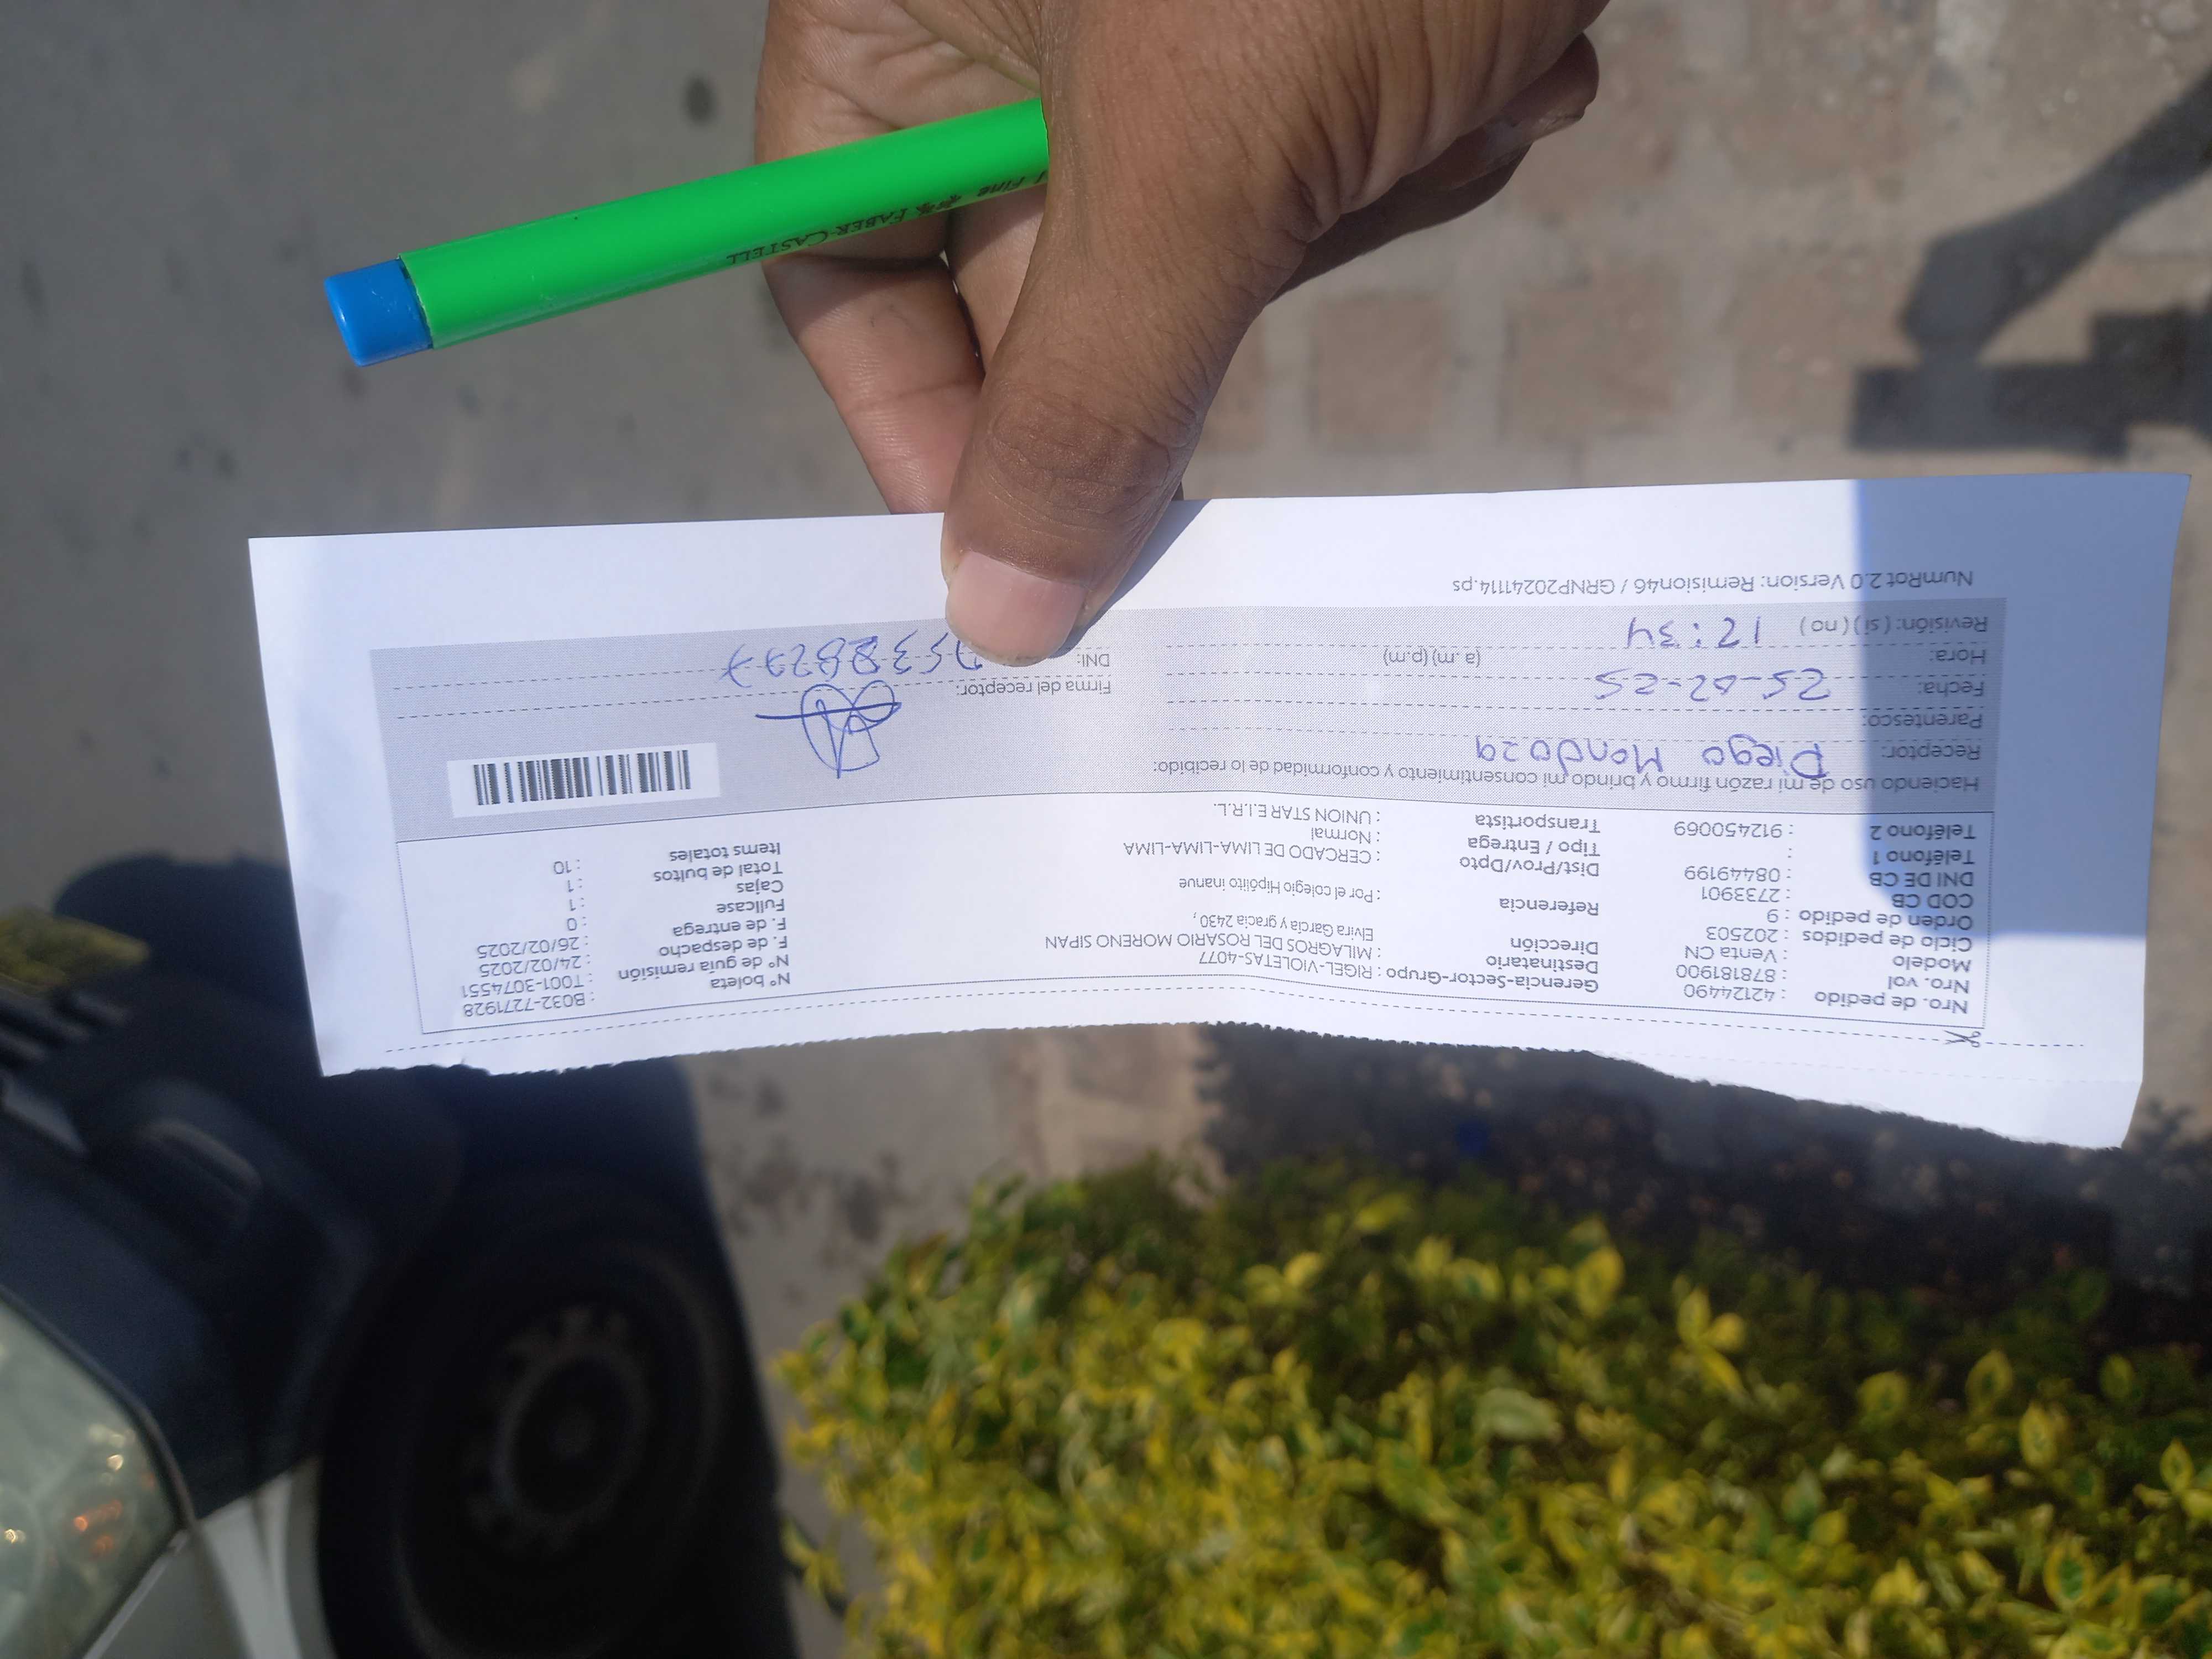 Nro. de pedido : 42124490
Nro. vol : 878181900
Modelo : Venta CN
Ciclo de pedidos : 202503
Orden de pedido : 9
COD CB : 2733901
DNI DE CB : 08449199
Teléfono 1 :
Teléfono 2 : 912450069
Gerencia-Sector-Grupo : RIGEL-VIOLETAS-4077
Destinatario : MILAGROS DEL ROSARIO MORENO SIPAN
Dirección Elvira García y gracia 2430 ,
Referencia : Por el colegio Hipólito inanue
Dist/Prov/Dpto : CERCADO DE LIMA-LIMA-LIMA
Tipo / Entrega : Normal
Transportista : UNION STAR E.I.R.L.
N° boleta : B032-7271928
N° de guía remisión : T001-3074551
F. de despacho : 24/02/2025
F. de entrega : 26/02/2025
Fullcase : 0
Cajas : 1
Total de bultos : 1
Items totales : 10
Haciendo uso de mi razón firmo y brindo mi consentimiento y conformidad de lo recibido:
Receptor: Diego Mendoza
Parentesco:
Fecha: 25-02-25
Hora: (a. m) (p.m)
Revisión: (si) (no) 12:34
Firma del receptor:
DNI:
NumRot 2.0 Version: Remision46 / GRNP20241114.ps
FABER-CASTELL
Fine